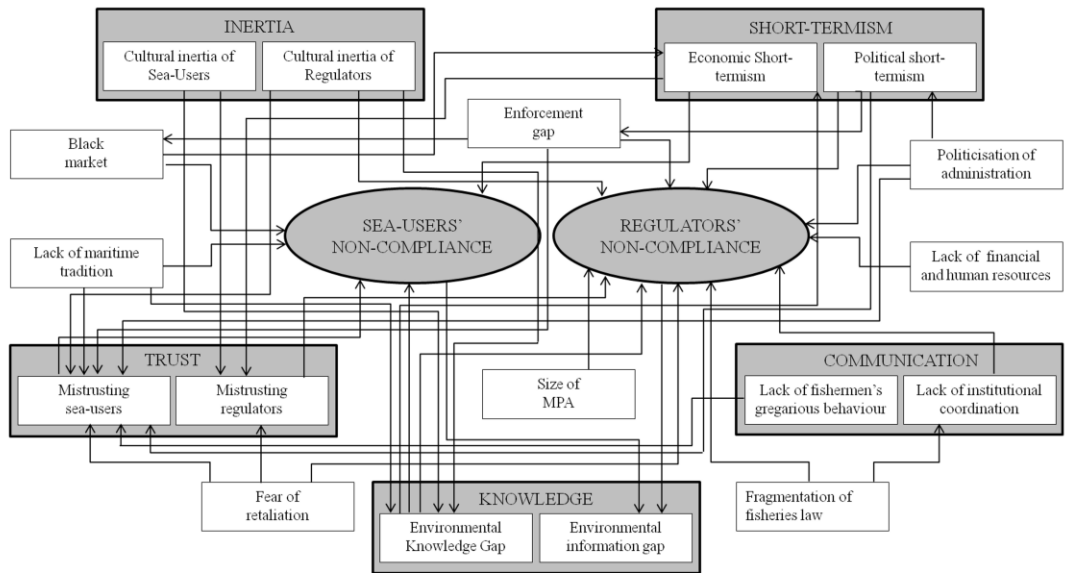 INERTIA
Cultural inertia of
Sea-Users
Cultural inertia of
Regulators
SHORT-TERMISM
Economic Short-
termism
Political short-
termism
Enforcement
gap
Black
market
Politicisation of
administration
SEA-USERS’
NON-COMPLIANCE
REGULATORS’
NON-COMPLIANCE
Lack of maritime
tradition
Lack of financial
and human resources
TRUST
Mistrusting
sea-users
Mistrusting
regulators
Size of
MPA
COMMUNICATION
Lack of fishermen’s
gregarious behaviour
Lack of institutional
coordination
Fear of
retaliation
KNOWLEDGE
Environmental
Knowledge Gap
Environmental
information gap
Fragmentation of
fisheries law